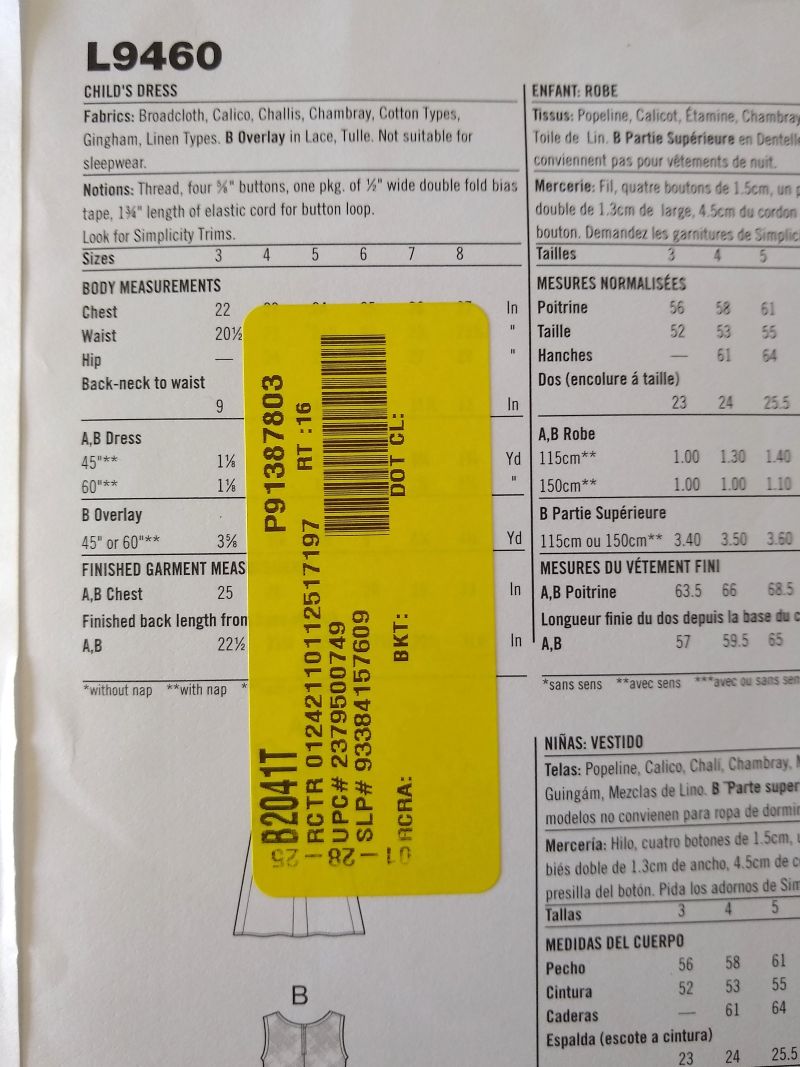 L9460
CHILD'S DRESS
Fabrics: Broadcloth, Calico, Challis, Chambray, Cotton Types,
Gingham, Linen Types. B Overlay in Lace, Tulle. Not suitable for
sleepwear.
Notions: Thread, four ⅝" buttons, one pkg. of ½" wide double fold bias
tape, 1¾" length of elastic cord for button loop.
Look for Simplicity Trims.
Sizes 3 4 5 6 7 8
BODY MEASUREMENTS
Chest 22 In
Waist 20½ "
Hip — "
Back-neck to waist
9 In
A,B Dress
45"** 1⅛ Yd
60"** 1⅛ "
B Overlay
45" or 60"** 3⅝ Yd
FINISHED GARMENT MEAS
A,B Chest 25 In
Finished back length from
A,B 22½ In
*without nap **with nap *
P91387803
RT :16
DOT CL:
B2041T
RCTR 012421101112517197
UPC# 2379500749
SLP# 93384157609
BKT:
RCRA:
B
ENFANT: ROBE
Tissus: Popeline, Calicot, Étamine, Chambray
Toile de Lin. B Partie Supérieure en Dentelle
conviennent pas pour vêtements de nuit.
Mercerie: Fil, quatre boutons de 1.5cm, un p
double de 1.3cm de large, 4.5cm du cordon
bouton. Demandez les garnitures de Simplic
Tailles 3 4 5
MESURES NORMALISÉES
Poitrine 56 58 61
Taille 52 53 55
Hanches — 61 64
Dos (encolure á taille)
23 24 25.5
A,B Robe
115cm** 1.00 1.30 1.40
150cm** 1.00 1.00 1.10
B Partie Supérieure
115cm ou 150cm** 3.40 3.50 3.60
MESURES DU VÉTEMENT FINI
A,B Poitrine 63.5 66 68.5
Longueur finie du dos depuis la base du c
A,B 57 59.5 65
*sans sens **avec sens ***avec ou sans sen
NIÑAS: VESTIDO
Telas: Popeline, Calico, Chalí, Chambray, M
Guingám, Mezclas de Lino. B Parte super
modelos no convienen para ropa de dormir
Mercería: Hilo, cuatro botones de 1.5cm, u
biés doble de 1.3cm de ancho, 4.5cm de co
presilla del botón. Pida los adornos de Sim
Tallas 3 4 5
MEDIDAS DEL CUERPO
Pecho 56 58 61
Cintura 52 53 55
Caderas — 61 64
Espalda (escote a cintura)
23 24 25.5